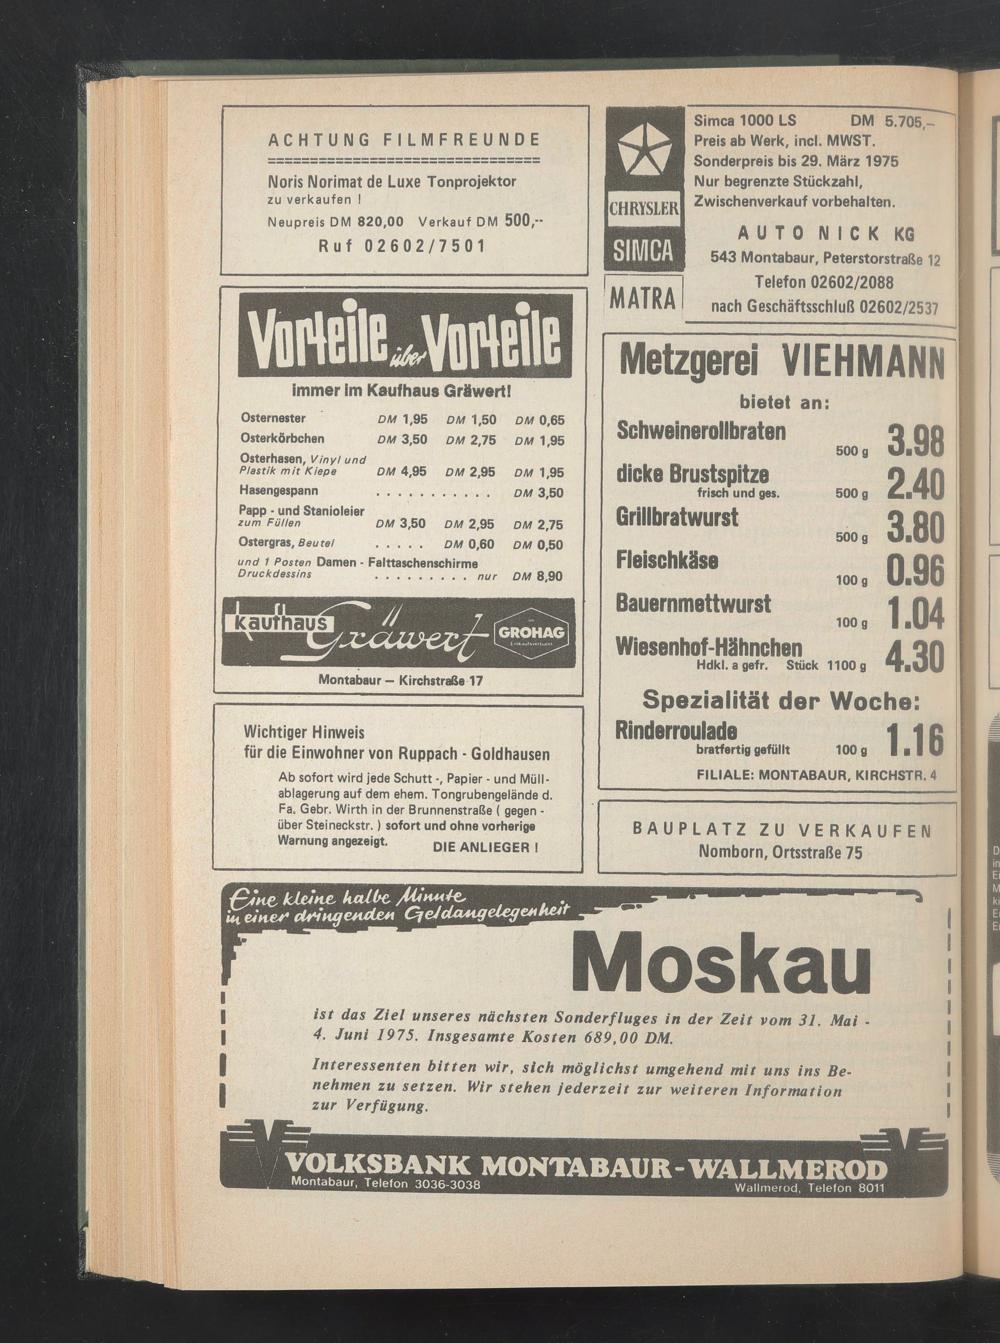 ACHTUNG FILMFREUNDE
================================
Noris Norimat de Luxe Tonprojektor
zu verkaufen !
Neupreis DM 820,00 Verkauf DM 500,--
Ruf 02602/7501
Vorteile über Vorteile
immer im Kaufhaus Gräwert!
Osternester DM 1,95 DM 1,50 DM 0,65
Osterkörbchen DM 3,50 DM 2,75 DM 1,95
Osterhasen, Vinyl und
Plastik mit Kiepe DM 4,95 DM 2,95 DM 1,95
Hasengespann . . . . . . . . . . . DM 3,50
Papp - und Stanioleier
zum Füllen DM 3,50 DM 2,95 DM 2,75
Ostergras, Beutel . . . . . DM 0,60 DM 0,50
und 1 Posten Damen - Falttaschenschirme
Druckdessins . . . . . . . . . nur DM 8,90
kaufhaus
Gräwert
GROHAG
Montabaur – Kirchstraße 17
Wichtiger Hinweis
für die Einwohner von Ruppach - Goldhausen
Ab sofort wird jede Schutt -, Papier - und Müll-
ablagerung auf dem ehem. Tongrubengelände d.
Fa. Gebr. Wirth in der Brunnenstraße ( gegen -
über Steineckstr. ) sofort und ohne vorherige
Warnung angezeigt. DIE ANLIEGER !
CHRYSLER
SIMCA
MATRA
Simca 1000 LS DM 5.705,–
Preis ab Werk, incl. MWST.
Sonderpreis bis 29. März 1975
Nur begrenzte Stückzahl,
Zwischenverkauf vorbehalten.
AUTO NICK KG
543 Montabaur, Peterstorstraße 12
Telefon 02602/2088
nach Geschäftsschluß 02602/2537
Metzgerei VIEHMANN
bietet an:
Schweinerollbraten
500 g 3.98
dicke Brustspitze
frisch und ges. 500 g 2.40
Grillbratwurst
500 g 3.80
Fleischkäse
100 g 0.96
Bauernmettwurst
100 g 1.04
Wiesenhof-Hähnchen
Hdkl. a gefr. Stück 1100 g 4.30
Spezialität der Woche:
Rinderroulade
bratfertig gefüllt 100 g 1.16
FILIALE: MONTABAUR, KIRCHSTR. 4
BAUPLATZ ZU VERKAUFEN
Nomborn, Ortsstraße 75
Eine kleine halbe Minute
in einer dringenden Geldangelegenheit
Moskau
ist das Ziel unseres nächsten Sonderfluges in der Zeit vom 31. Mai -
4. Juni 1975. Insgesamte Kosten 689,00 DM.
Interessenten bitten wir, sich möglichst umgehend mit uns ins Be-
nehmen zu setzen. Wir stehen jederzeit zur weiteren Information
zur Verfügung.
VOLKSBANK MONTABAUR-WALLMEROD
Montabaur, Telefon 3036-3038
Wallmerod, Telefon 8011